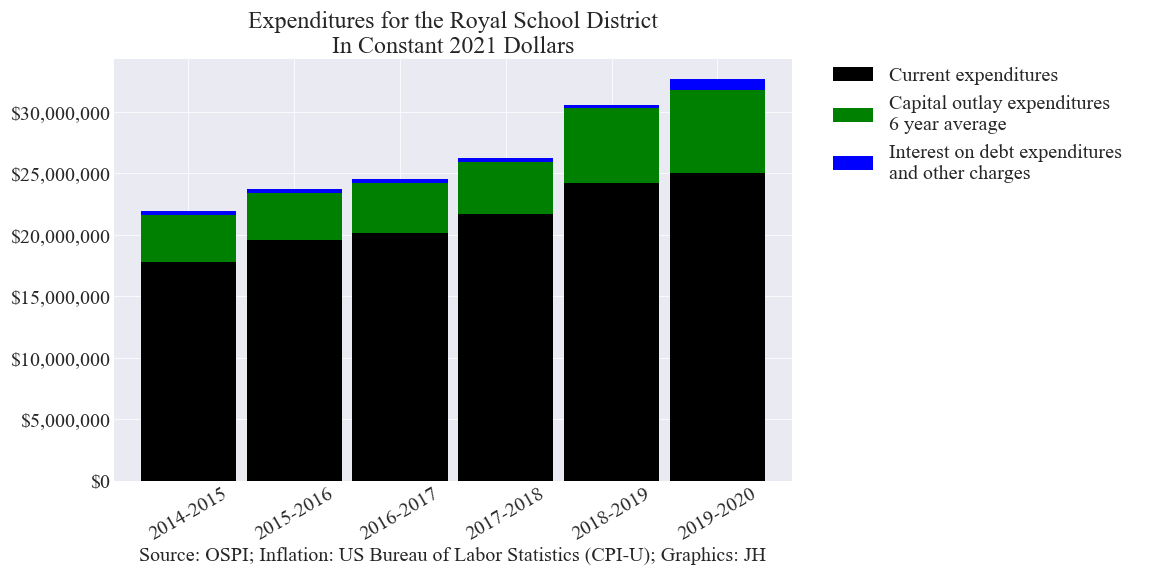 Expenditures for the Royal School District
In Constant 2021 Dollars
$30,000,000
$25,000,000
$20,000,000
$15,000,000
$10,000,000
$5,000,000
$0
2014-2015
2015-2016
2016-2017
2017-2018
2018-2019
2019-2020
Source: OSPI; Inflation: US Bureau of Labor Statistics (CPI-U); Graphics: JH
Current expenditures
Capital outlay expenditures
6 year average
Interest on debt expenditures
and other charges